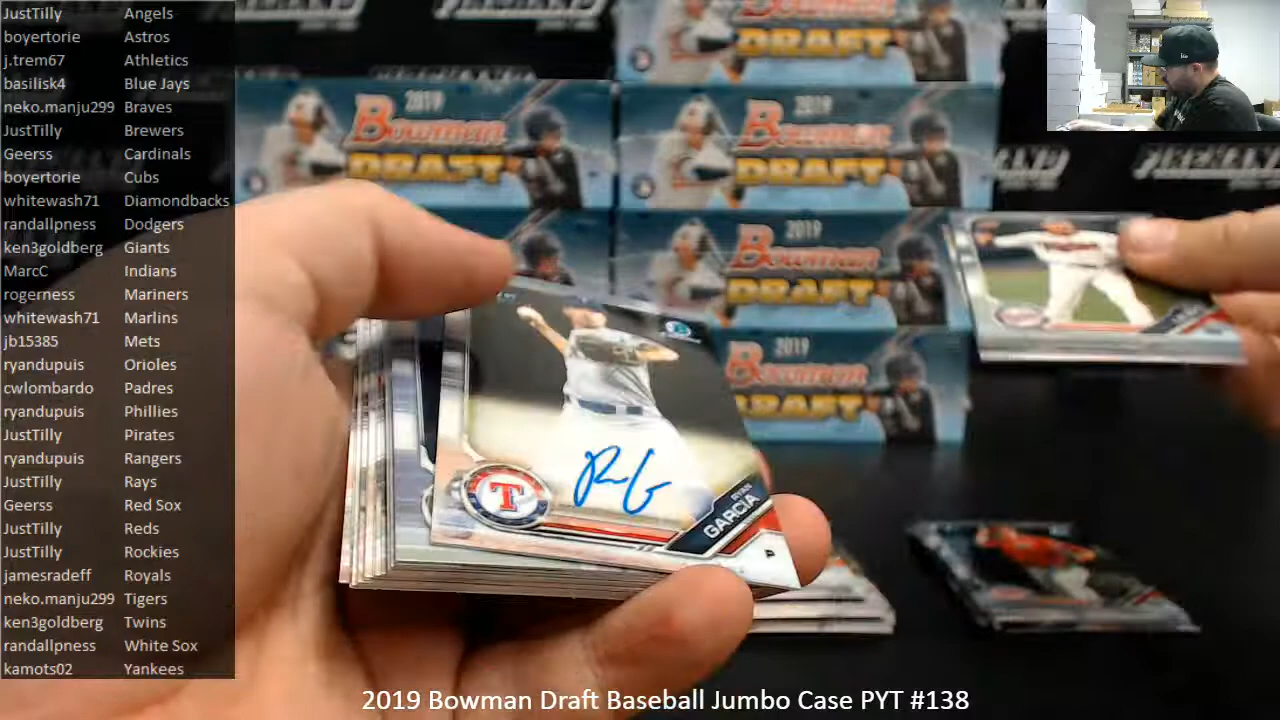 JustTilly Angels
boyertorie Astros
j.trem67 Athletics
basilisk4 Blue Jays
neko.manju299 Braves
JustTilly Brewers
Geerss Cardinals
boyertorie Cubs
whitewash71 Diamondbacks
randallpness Dodgers
ken3goldberg Giants
MarcC Indians
rogerness Mariners
whitewash71 Marlins
jb15385 Mets
ryandupuis Orioles
cwlombardo Padres
ryandupuis Phillies
JustTilly Pirates
ryandupuis Rangers
JustTilly Rays
Geerss Red Sox
JustTilly Reds
JustTilly Rockies
jamesradeff Royals
neko.manju299 Tigers
ken3goldberg Twins
randallpness White Sox
kamots02 Yankees
Bowman
DRAFT
2019
Bowman
DRAFT
2019
Bowman
DRAFT
2019
Bowman
DRAFT
2019
Bowman
DRAFT
T
RYAN
GARCIA
2019 Bowman Draft Baseball Jumbo Case PYT #138